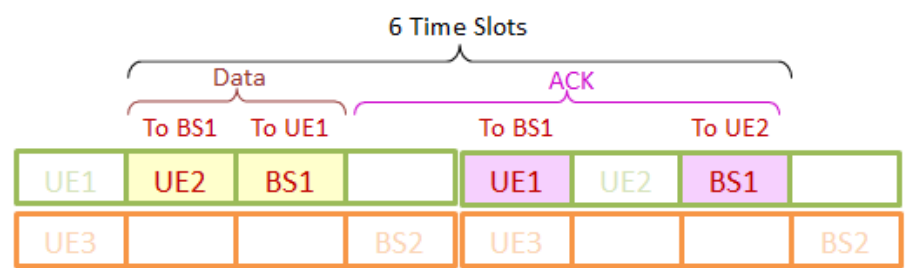 6 Time Slots
Data ACK
To BS1 To UE1 To BS1 To UE2
UE1 UE2 BS1 UE1 UE2 BS1
UE3 BS2 UE3 BS2